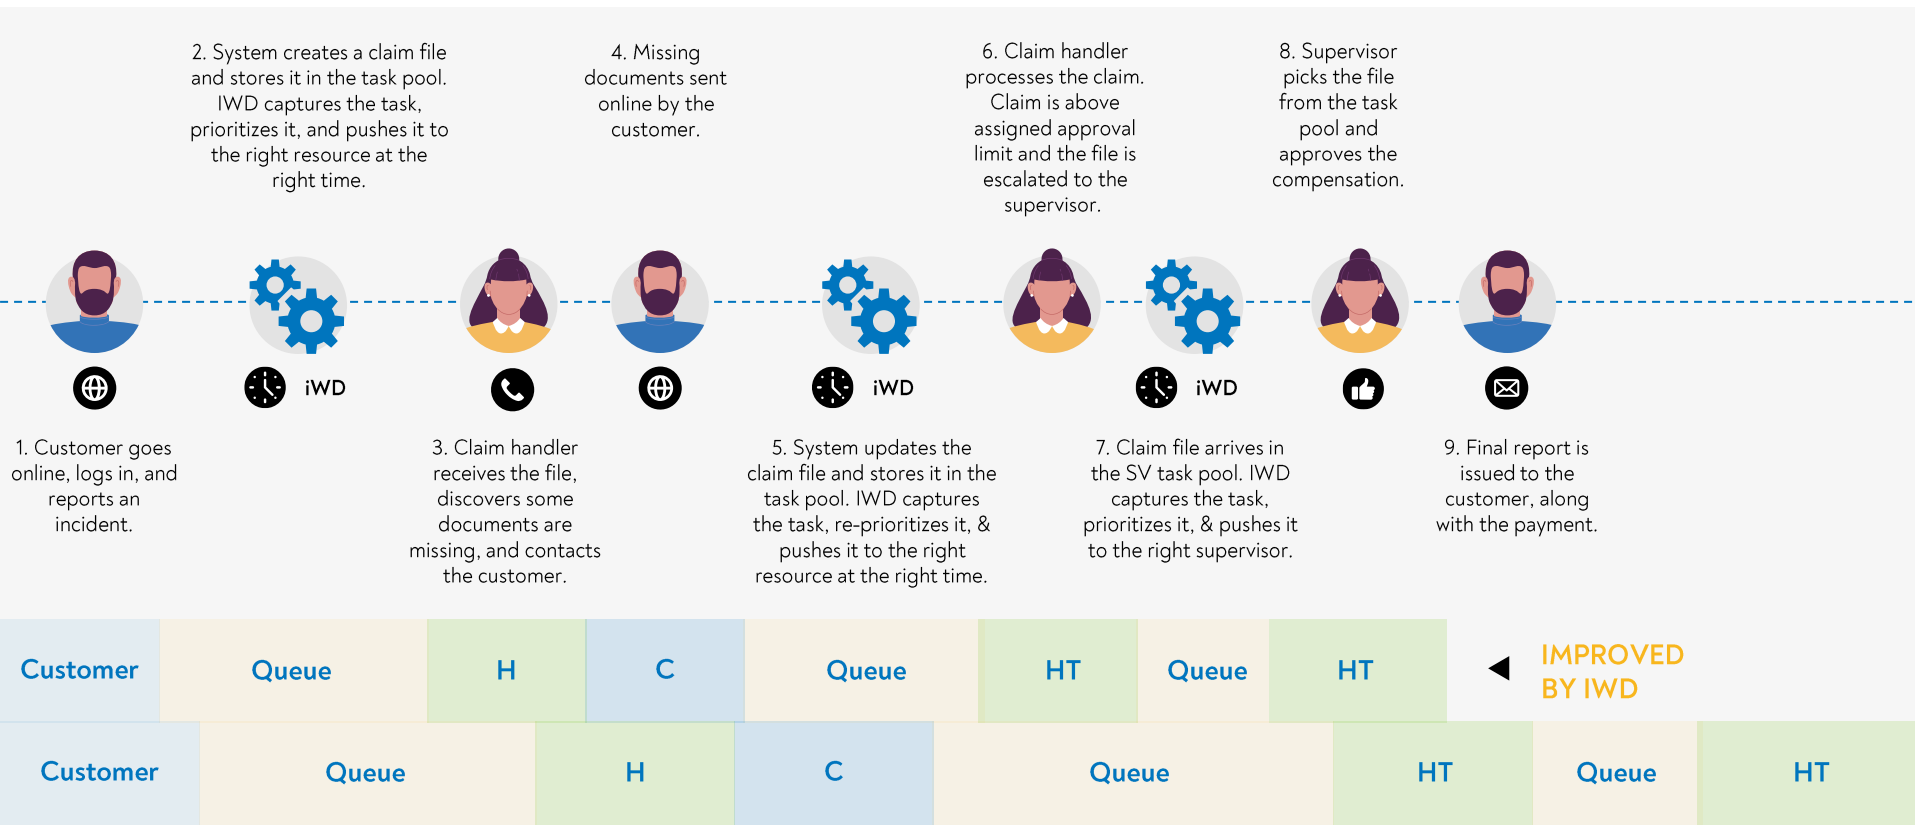 2. System creates a claim file
and stores it in the task pool.
IWD captures the task,
prioritizes it, and pushes it to
the right resource at the
right time.
4. Missing
documents sent
online by the
customer.
6. Claim handler
processes the claim.
Claim is above
assigned approval
limit and the file is
escalated to the
supervisor.
8. Supervisor
picks the file
from the task
pool and
approves the
compensation.
iWD
iWD
iWD
1. Customer goes
online, logs in, and
reports an
incident.
3. Claim handler
receives the file,
discovers some
documents are
missing, and contacts
the customer.
5. System updates the
claim file and stores it in the
task pool. IWD captures
the task, re-prioritizes it, &
pushes it to the right
resource at the right time.
7. Claim file arrives in
the SV task pool. IWD
captures the task,
prioritizes it, & pushes it
to the right supervisor.
9. Final report is
issued to the
customer, along
with the payment.
Customer Queue H C Queue HT Queue HT
IMPROVED
BY IWD
Customer Queue H C Queue HT Queue HT